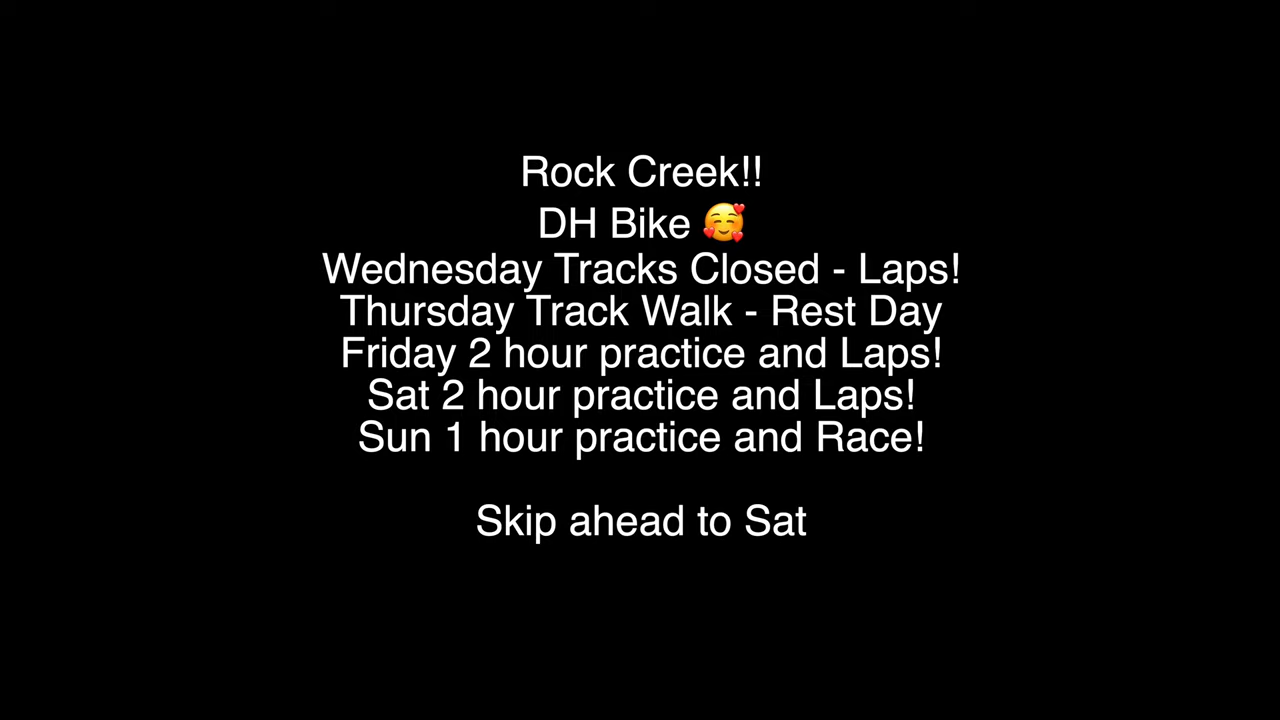 Rock Creek!!
DH Bike 🥰
Wednesday Tracks Closed - Laps!
Thursday Track Walk - Rest Day
Friday 2 hour practice and Laps!
Sat 2 hour practice and Laps!
Sun 1 hour practice and Race!
Skip ahead to Sat